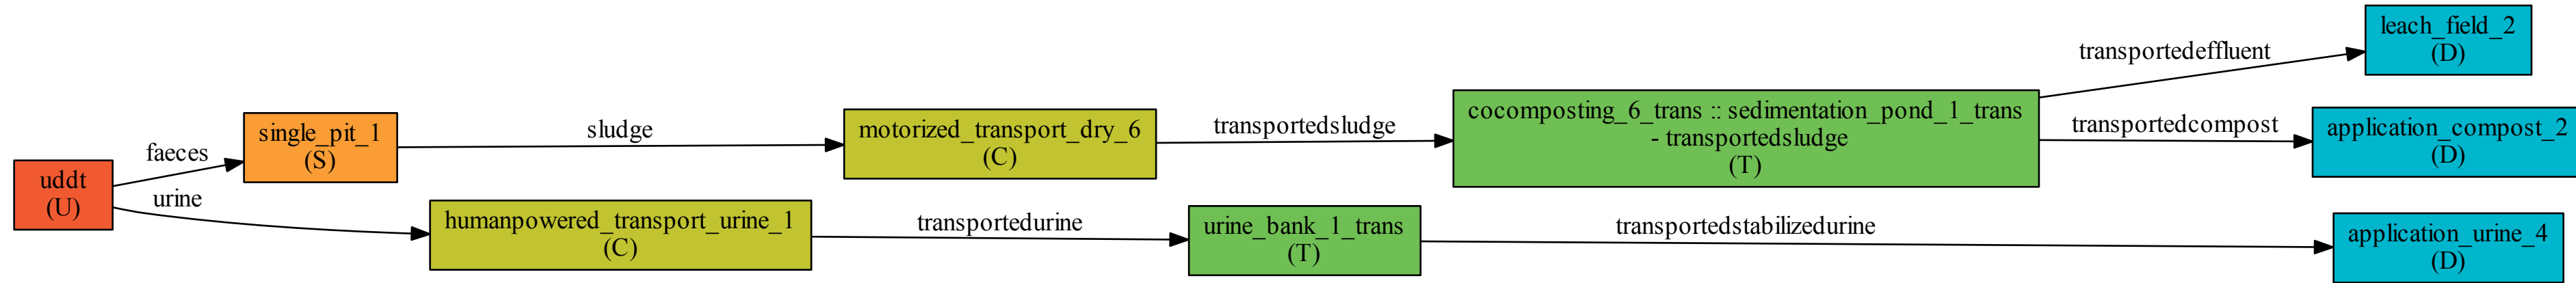 uddt
(U)
faeces
urine
single_pit_1
(S)
sludge
humanpowered_transport_urine_1
(C)
motorized_transport_dry_6
(C)
transportedurine
transportedsludge
urine_bank_1_trans
(T)
cocomposting_6_trans :: sedimentation_pond_1_trans
- transportedsludge
(T)
transportedstabilizedurine
transportedeffluent
transportedcompost
leach_field_2
(D)
application_compost_2
(D)
application_urine_4
(D)